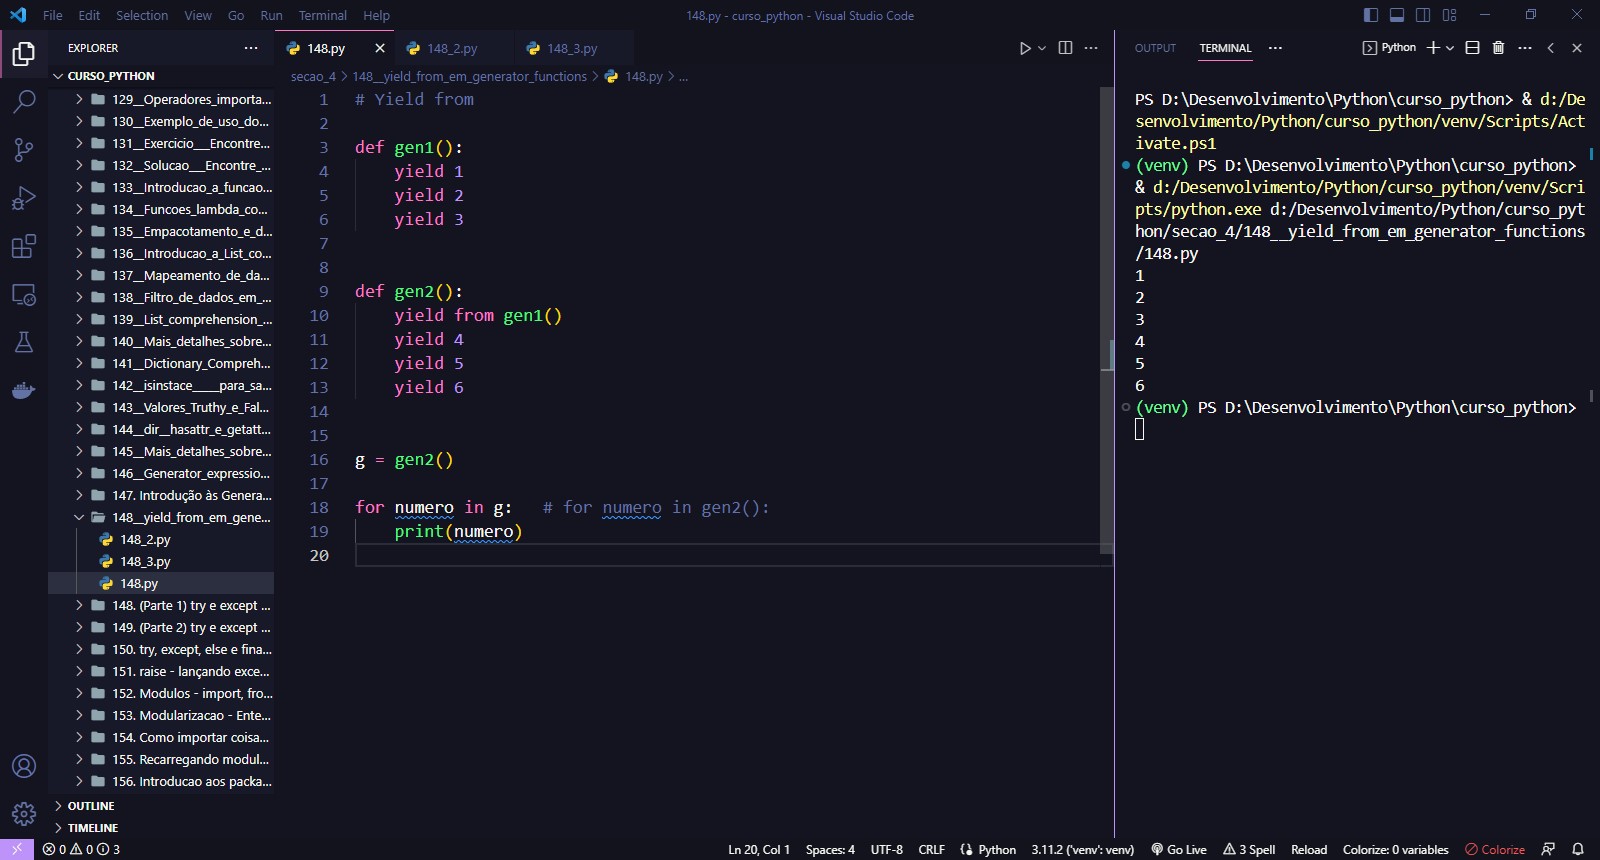 File Edit Selection View Go Run Terminal Help
148.py - curso_python - Visual Studio Code
EXPLORER
CURSO_PYTHON
129__Operadores_importa...
130__Exemplo_de_uso_do...
131__Exercicio___Encontre...
132__Solucao___Encontre_...
133__Introducao_a_funcao...
134__Funcoes_lambda_co...
135__Empacotamento_e_d...
136__Introducao_a_List_co...
137__Mapeamento_de_da...
138__Filtro_de_dados_em_...
139__List_comprehension_...
140__Mais_detalhes_sobre...
141__Dictionary_Compreh...
142__isinstace____para_sa...
143__Valores_Truthy_e_Fal...
144__dir__hasattr_e_getatt...
145__Mais_detalhes_sobre...
146__Generator_expressio...
147. Introdução às Genera...
148__yield_from_em_gene...
148_2.py
148_3.py
148.py
148. (Parte 1) try e except ...
149. (Parte 2) try e except ...
150. try, except, else e fina...
151. raise - lançando exce...
152. Modulos - import, fro...
153. Modularizacao - Ente...
154. Como importar coisa...
155. Recarregando modul...
156. Introducao aos packa...
OUTLINE
TIMELINE
148.py 148_2.py 148_3.py
secao_4 > 148__yield_from_em_generator_functions > 148.py > ...
1 # Yield from
2
3 def gen1():
4     yield 1
5     yield 2
6     yield 3
7
8
9 def gen2():
10     yield from gen1()
11     yield 4
12     yield 5
13     yield 6
14
15
16 g = gen2()
17
18 for numero in g:   # for numero in gen2():
19     print(numero)
20
OUTPUT TERMINAL ... Python
PS D:\Desenvolvimento\Python\curso_python> & d:/De
senvolvimento/Python/curso_python/venv/Scripts/Act
ivate.ps1
(venv) PS D:\Desenvolvimento\Python\curso_python>
& d:/Desenvolvimento/Python/curso_python/venv/Scri
pts/python.exe d:/Desenvolvimento/Python/curso_pyt
hon/secao_4/148__yield_from_em_generator_functions
/148.py
1
2
3
4
5
6
(venv) PS D:\Desenvolvimento\Python\curso_python>
0 0 3 Ln 20, Col 1 Spaces: 4 UTF-8 CRLF Python 3.11.2 ('venv': venv) Go Live 3 Spell Reload Colorize: 0 variables Colorize